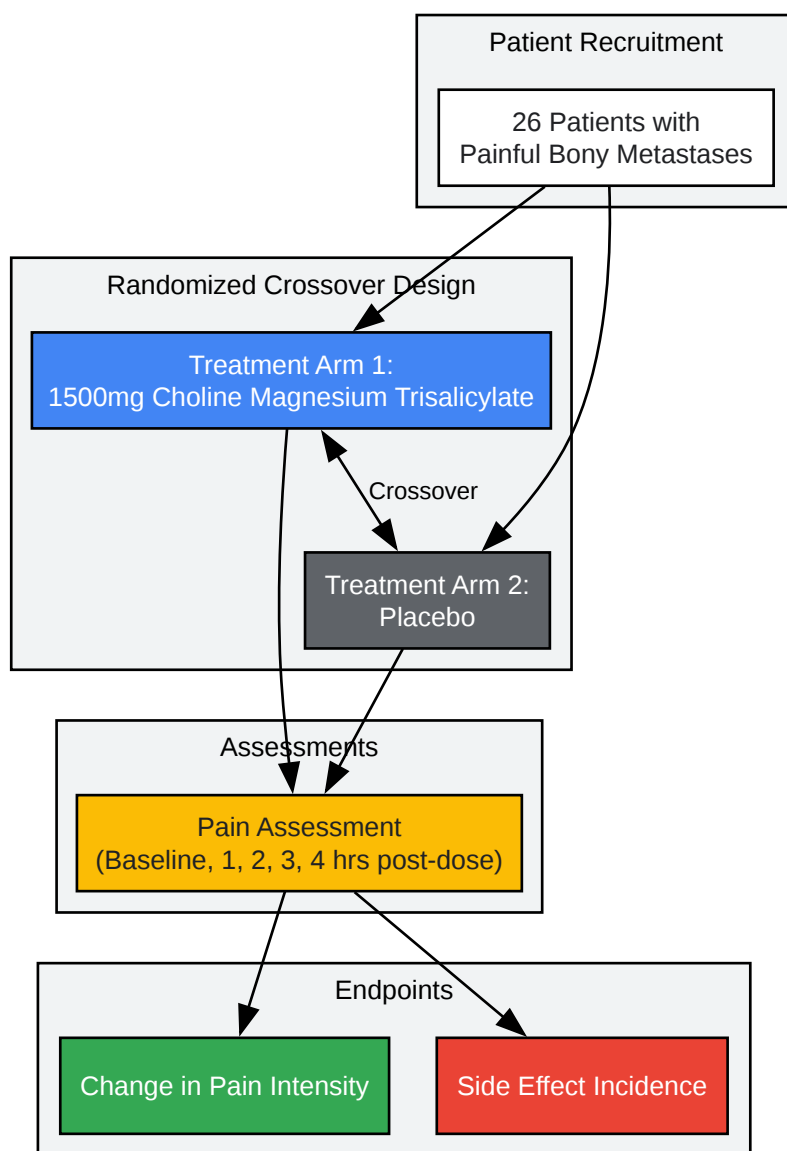 Patient Recruitment
26 Patients with
Painful Bony Metastases
Randomized Crossover Design
Treatment Arm 1:
1500mg Choline Magnesium Trisalicylate
Crossover
Treatment Arm 2:
Placebo
Assessments
Pain Assessment
(Baseline, 1, 2, 3, 4 hrs post-dose)
Endpoints
Change in Pain Intensity
Side Effect Incidence